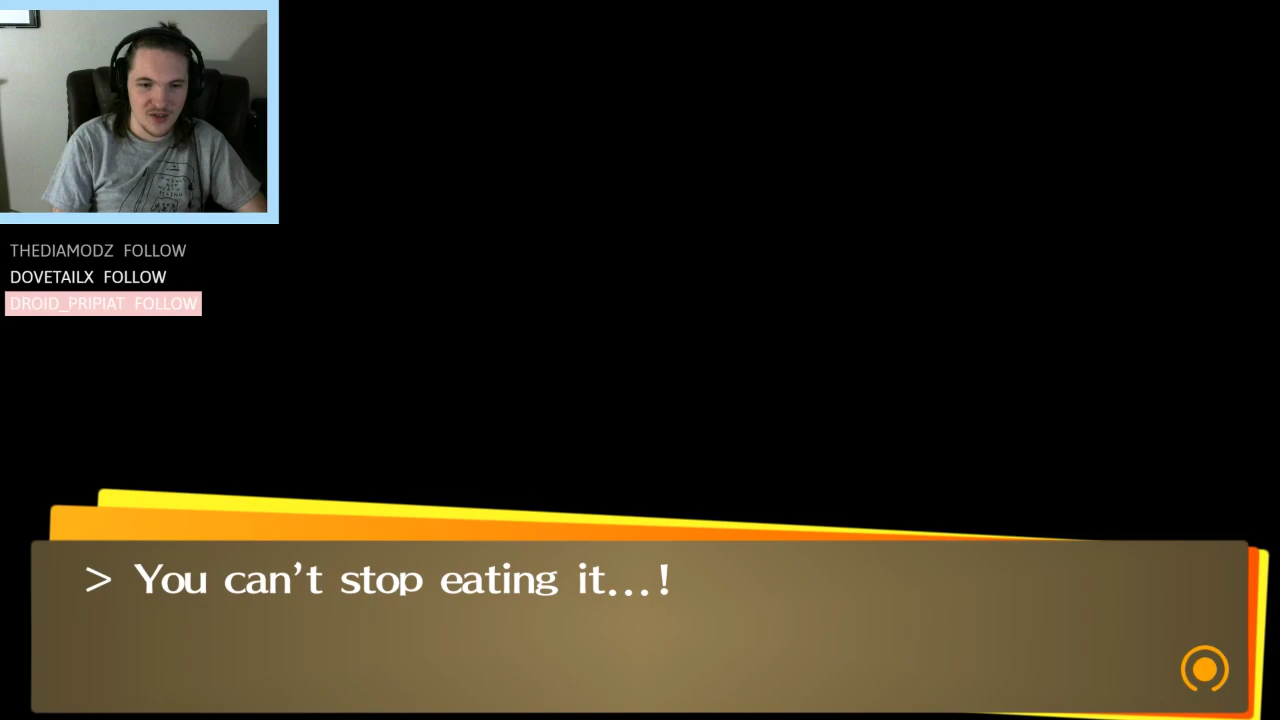 THEDIAMODZ FOLLOW
DOVETAILX FOLLOW
DROID_PRIPIAT FOLLOW
> You can't stop eating it...!